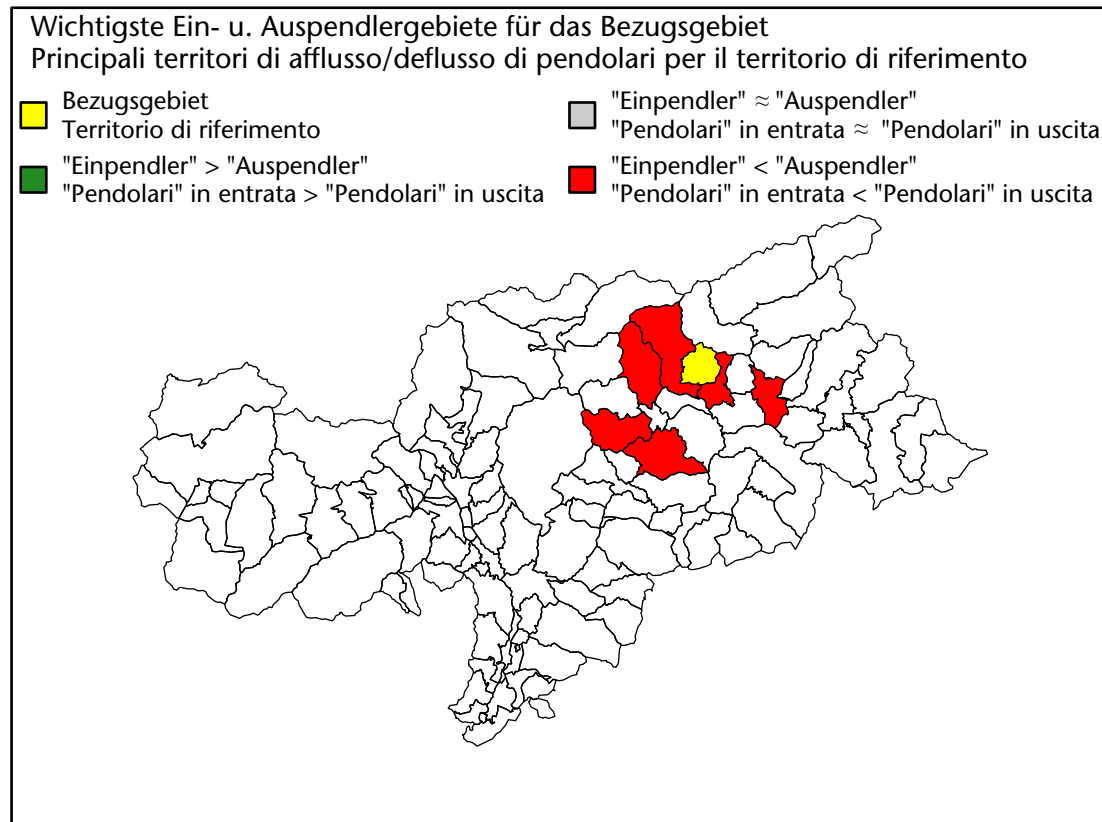 Wichtigste Ein- u. Auspendlergebiete für das Bezugsgebiet
Principali territori di afflusso/deflusso di pendolari per il territorio di riferimento
Bezugsgebiet
Territorio di riferimento
"Einpendler" > "Auspendler"
"Pendolari" in entrata > "Pendolari" in uscita
"Einpendler" ≈ "Auspendler"
"Pendolari" in entrata ≈ "Pendolari" in uscita
"Einpendler" < "Auspendler"
"Pendolari" in entrata < "Pendolari" in uscita